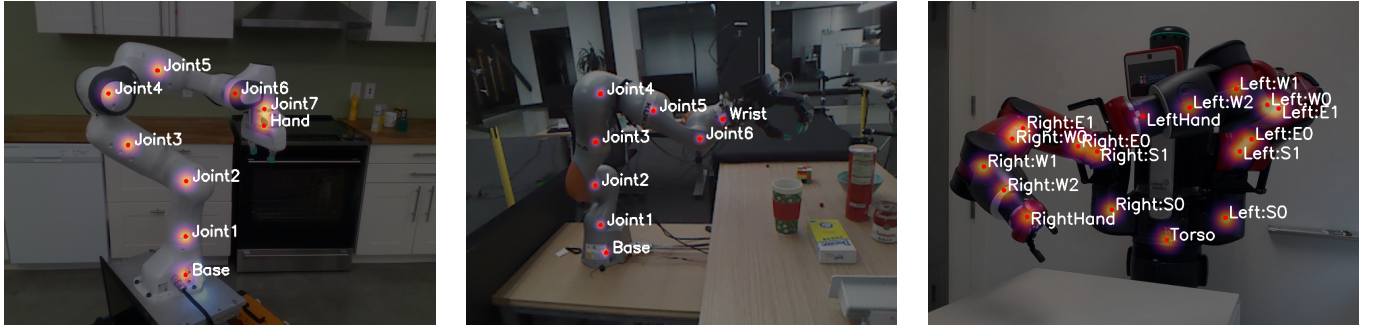 Joint5
Joint4
Joint6
Joint7
Hand
Joint3
Joint2
Joint1
Base
Joint4
Joint5
Wrist
Joint6
Joint3
Joint2
Joint1
Base
Left:W1
Left:W0
Left:W2
Left:E1
LeftHand
Right:E1
Right:W0
Right:E0
Left:E0
Right:S1
Left:S1
Right:W1
Right:W2
Right:S0
RightHand
Left:S0
Torso